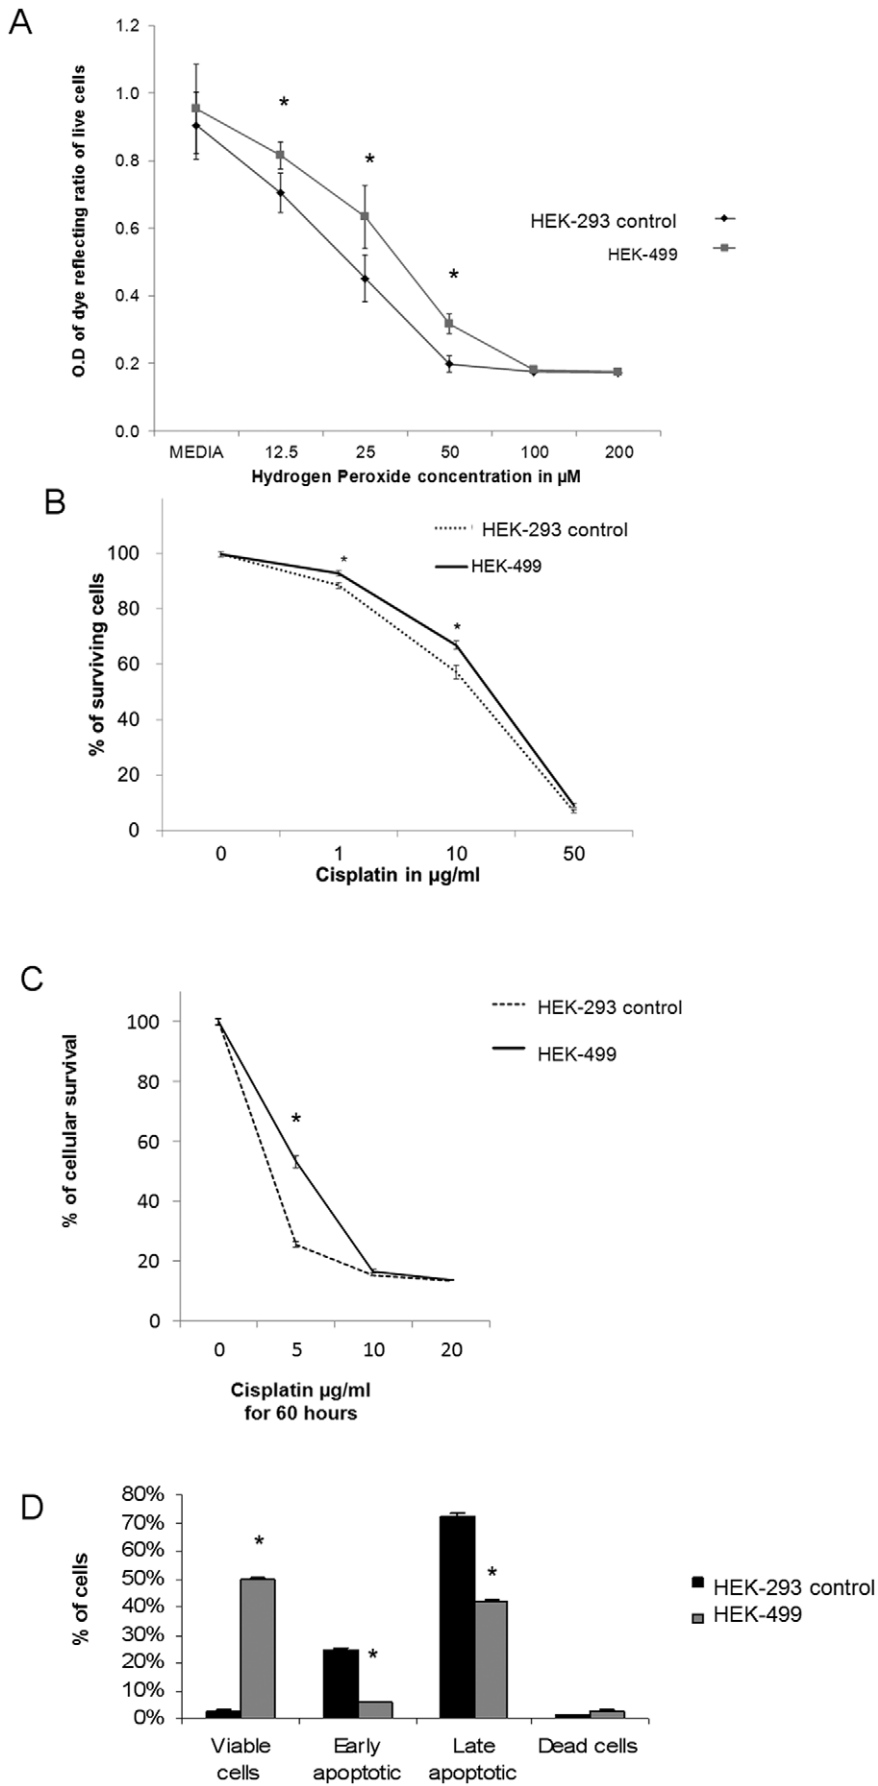 A
O.D of dye reflecting ratio of live cells
1.2
1.0
0.8
0.6
0.4
0.2
0.0
*
*
*
HEK-293 control
HEK-499
MEDIA 12.5 25 50 100 200
Hydrogen Peroxide concentration in µM
B
% of surviving cells
100
80
60
40
20
0
*
*
HEK-293 control
HEK-499
0 1 10 50
Cisplatin in µg/ml
C
% of cellular survival
100
80
60
40
20
0
*
HEK-293 control
HEK-499
0 5 10 20
Cisplatin µg/ml
for 60 hours
D
% of cells
80%
70%
60%
50%
40%
30%
20%
10%
0%
*
*
*
HEK-293 control
HEK-499
Viable Early Late Dead cells
cells apoptotic apoptotic